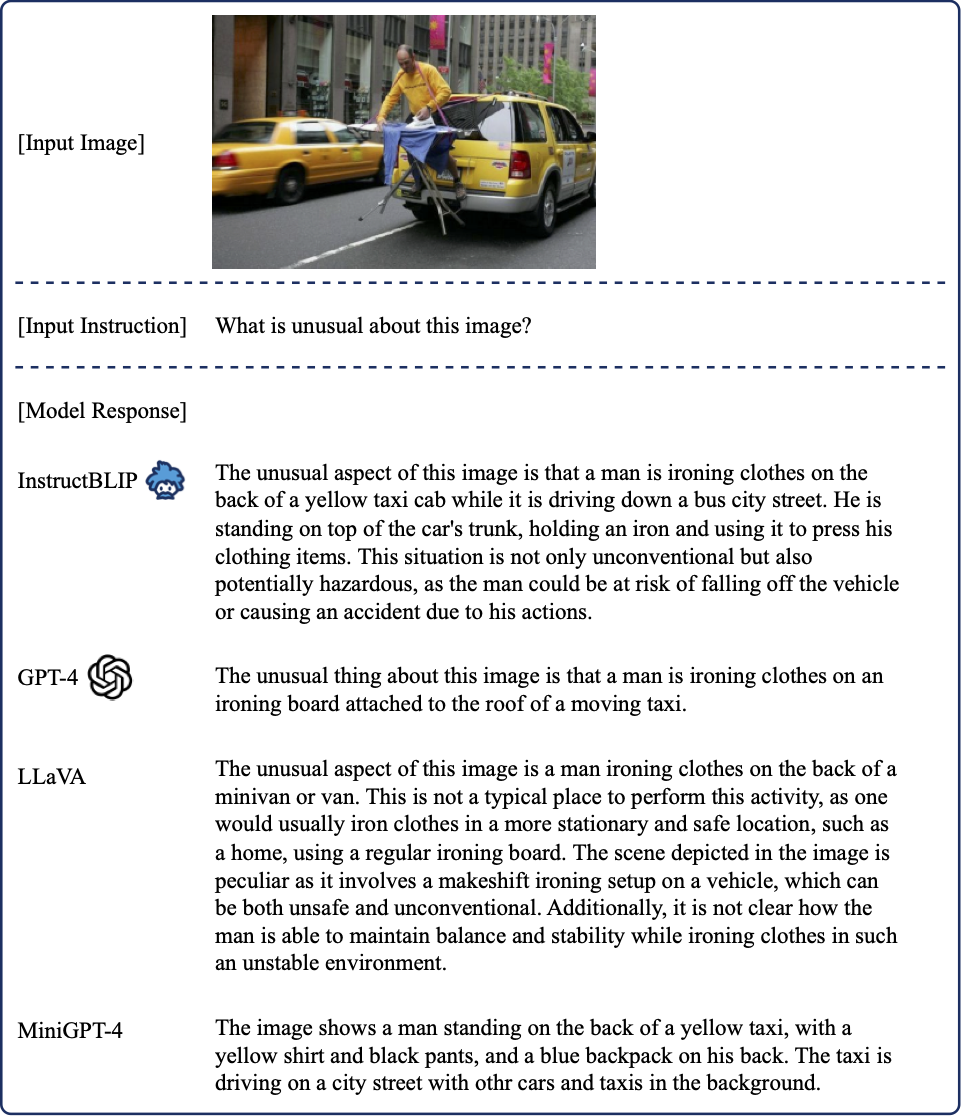 [Input Image]
[Input Instruction] What is unusual about this image?
[Model Response]
InstructBLIP
The unusual aspect of this image is that a man is ironing clothes on the
back of a yellow taxi cab while it is driving down a bus city street. He is
standing on top of the car's trunk, holding an iron and using it to press his
clothing items. This situation is not only unconventional but also
potentially hazardous, as the man could be at risk of falling off the vehicle
or causing an accident due to his actions.
GPT-4
The unusual thing about this image is that a man is ironing clothes on an
ironing board attached to the roof of a moving taxi.
LLaVA
The unusual aspect of this image is a man ironing clothes on the back of a
minivan or van. This is not a typical place to perform this activity, as one
would usually iron clothes in a more stationary and safe location, such as
a home, using a regular ironing board. The scene depicted in the image is
peculiar as it involves a makeshift ironing setup on a vehicle, which can
be both unsafe and unconventional. Additionally, it is not clear how the
man is able to maintain balance and stability while ironing clothes in such
an unstable environment.
MiniGPT-4
The image shows a man standing on the back of a yellow taxi, with a
yellow shirt and black pants, and a blue backpack on his back. The taxi is
driving on a city street with othr cars and taxis in the background.